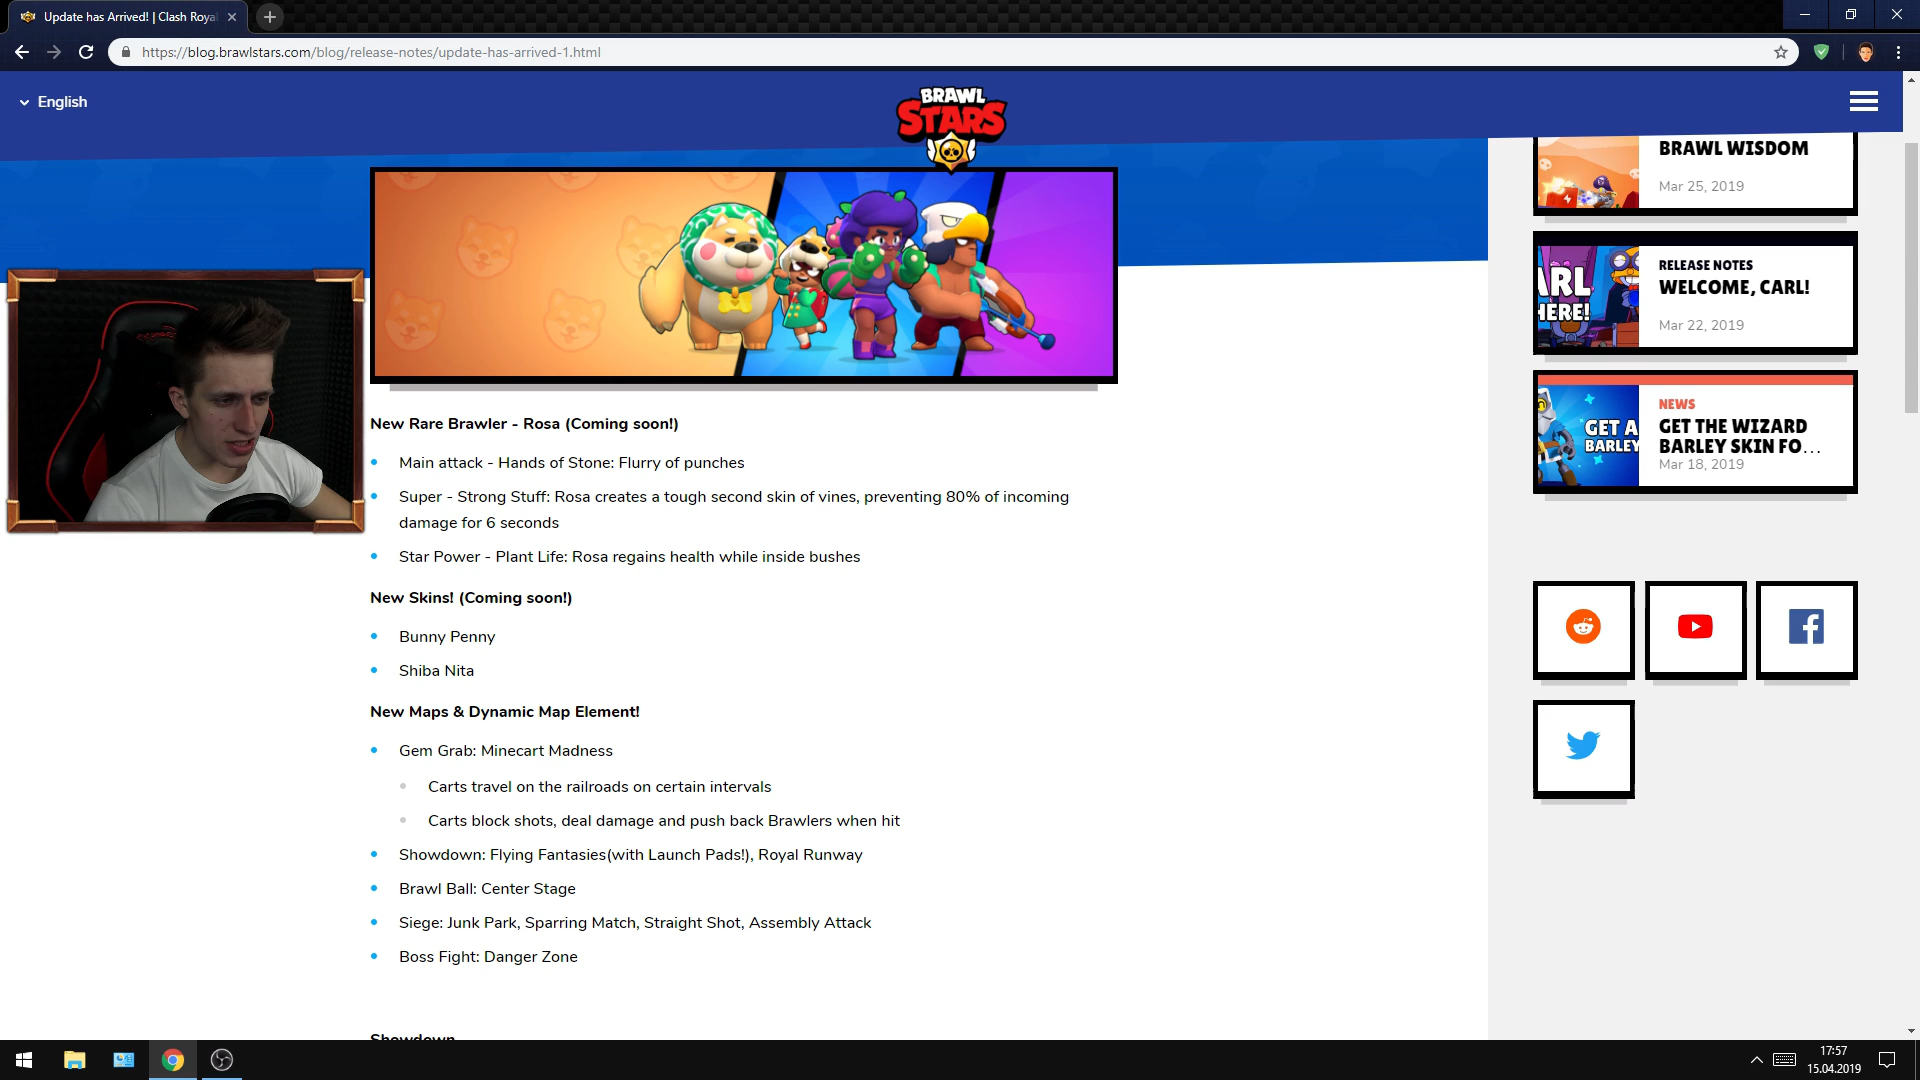 Update has Arrived! | Clash Roya
https://blog.brawlstars.com/blog/release-notes/update-has-arrived-1.html
English
BRAWL
STARS
BRAWL WISDOM
Mar 25, 2019
ARL
HERE!
RELEASE NOTES
WELCOME, CARL!
Mar 22, 2019
GET A
BARLEY
NEWS
GET THE WIZARD
BARLEY SKIN FO...
Mar 18, 2019
New Rare Brawler - Rosa (Coming soon!)
Main attack - Hands of Stone: Flurry of punches
Super - Strong Stuff: Rosa creates a tough second skin of vines, preventing 80% of incoming
damage for 6 seconds
Star Power - Plant Life: Rosa regains health while inside bushes
New Skins! (Coming soon!)
Bunny Penny
Shiba Nita
New Maps & Dynamic Map Element!
Gem Grab: Minecart Madness
Carts travel on the railroads on certain intervals
Carts block shots, deal damage and push back Brawlers when hit
Showdown: Flying Fantasies(with Launch Pads!), Royal Runway
Brawl Ball: Center Stage
Siege: Junk Park, Sparring Match, Straight Shot, Assembly Attack
Boss Fight: Danger Zone
Showdown
17:57
15.04.2019